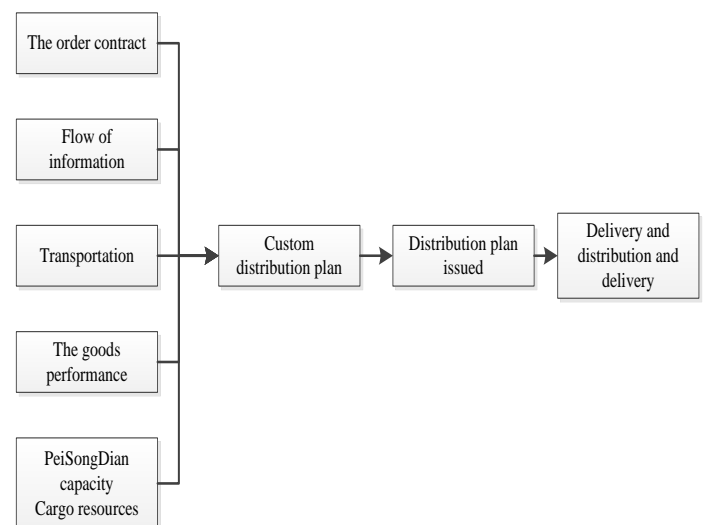 The order contract
Flow of
information
Transportation
The goods
performance
PeiSongDian
capacity
Cargo resources
Custom
distribution plan
Distribution plan
issued
Delivery and
distribution and
delivery